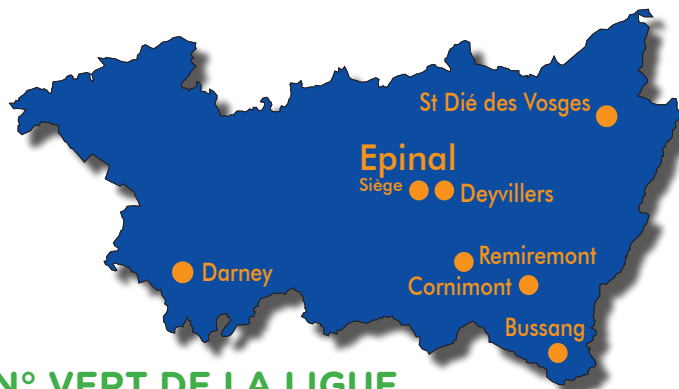 St Dié des Vosges
Epinal
Siège
Deyvillers
Remiremont
Darney
Cornimont
Bussang
N° VERT DE LA LIGUE